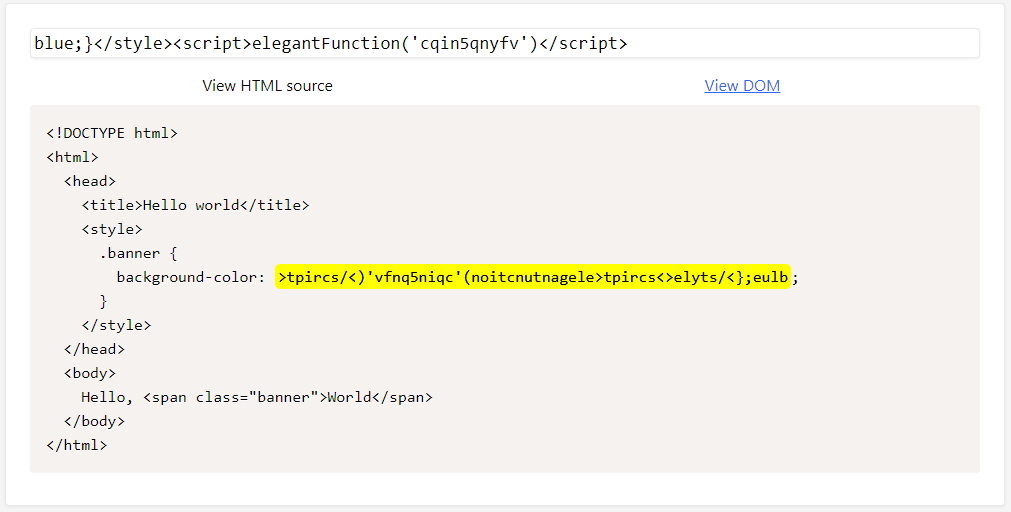 blue;}</style><script>elegantFunction('cqin5qnyfv')</script>
View HTML source
View DOM
<!DOCTYPE html>
<html>
<head>
<title>Hello world</title>
<style>
.banner {
background-color: >tpircs/<)'vfnq5niqc'(noitcnutnagele>tpircs<>elyts/<};eulb;
}
</style>
</head>
<body>
Hello, <span class="banner">World</span>
</body>
</html>